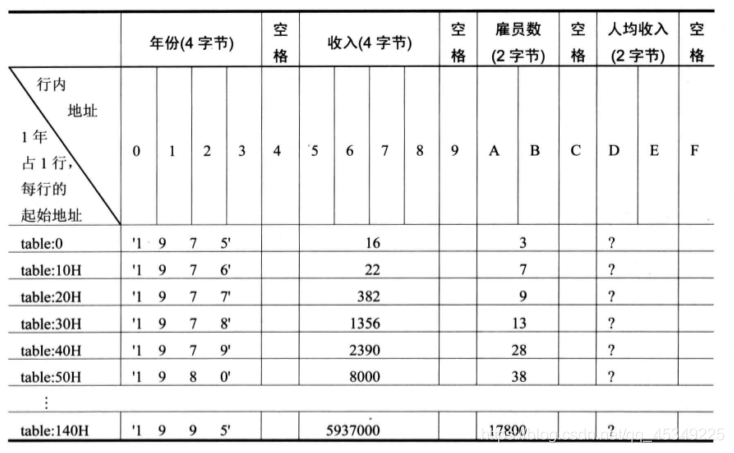 年份(4 字节) 空格 收入(4 字节) 空格 雇员数(2 字节) 空格 人均收入(2 字节) 空格
行内
地址
1 年
占 1 行，
每行的
起始地址
0 1 2 3 4 5 6 7 8 9 A B C D E F
table:0 '1 9 7 5' 16 3 ?
table:10H '1 9 7 6' 22 7 ?
table:20H '1 9 7 7' 382 9 ?
table:30H '1 9 7 8' 1356 13 ?
table:40H '1 9 7 9' 2390 28 ?
table:50H '1 9 8 0' 8000 38 ?
⋮
table:140H '1 9 9 5' 5937000 17800 ?